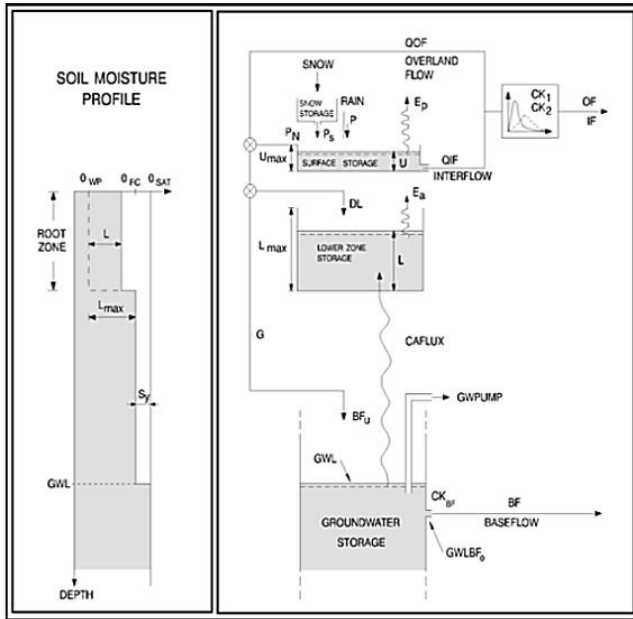 SOIL MOISTURE
PROFILE
θWP θFC θSAT
ROOT
ZONE
L
Lmax
Sy
GWL
DEPTH
QOF
OVERLAND
FLOW
SNOW
SNOW
STORAGE
RAIN
P
Ps
PN
Ep
Umax
SURFACE STORAGE
U
QIF
INTERFLOW
CK1
CK2
OF
IF
DL
Ea
Lmax
LOWER ZONE
STORAGE
L
G
CAFLUX
GWPUMP
BFu
GWL
CKBF
BF
BASEFLOW
GROUNDWATER
STORAGE
GWLBFo